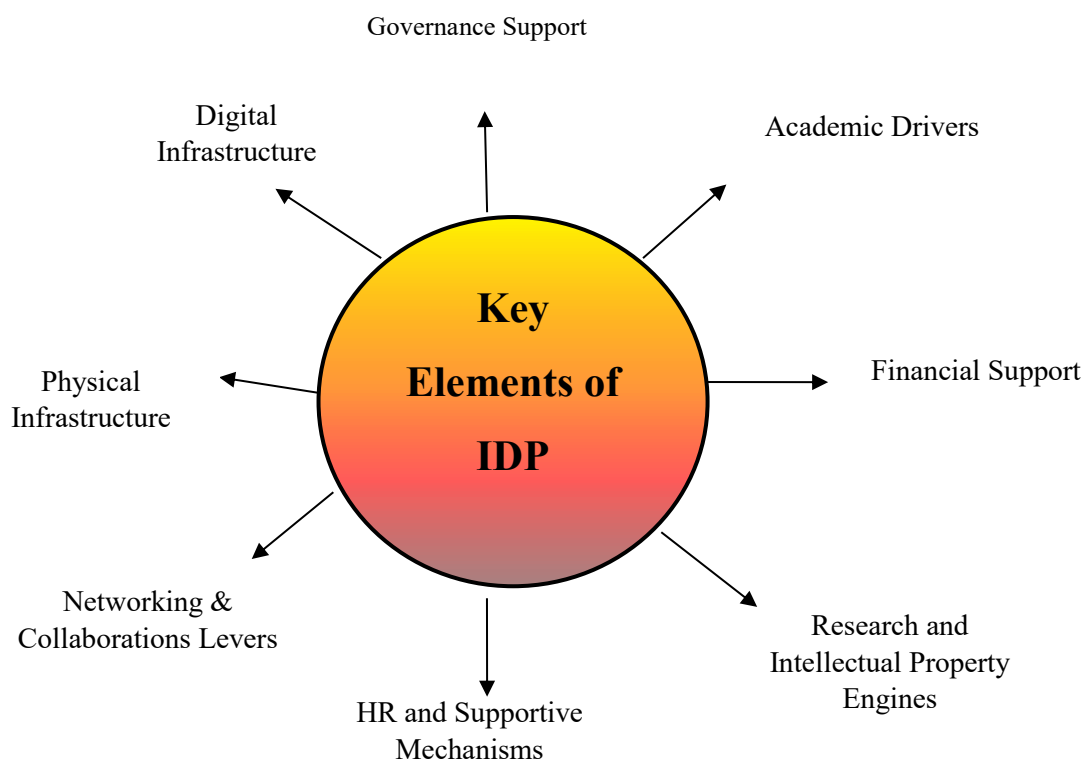 Governance Support
Digital
Infrastructure
Academic Drivers
Key
Elements of
IDP
Financial Support
Physical
Infrastructure
Networking &
Collaborations Levers
Research and
Intellectual Property
Engines
HR and Supportive
Mechanisms